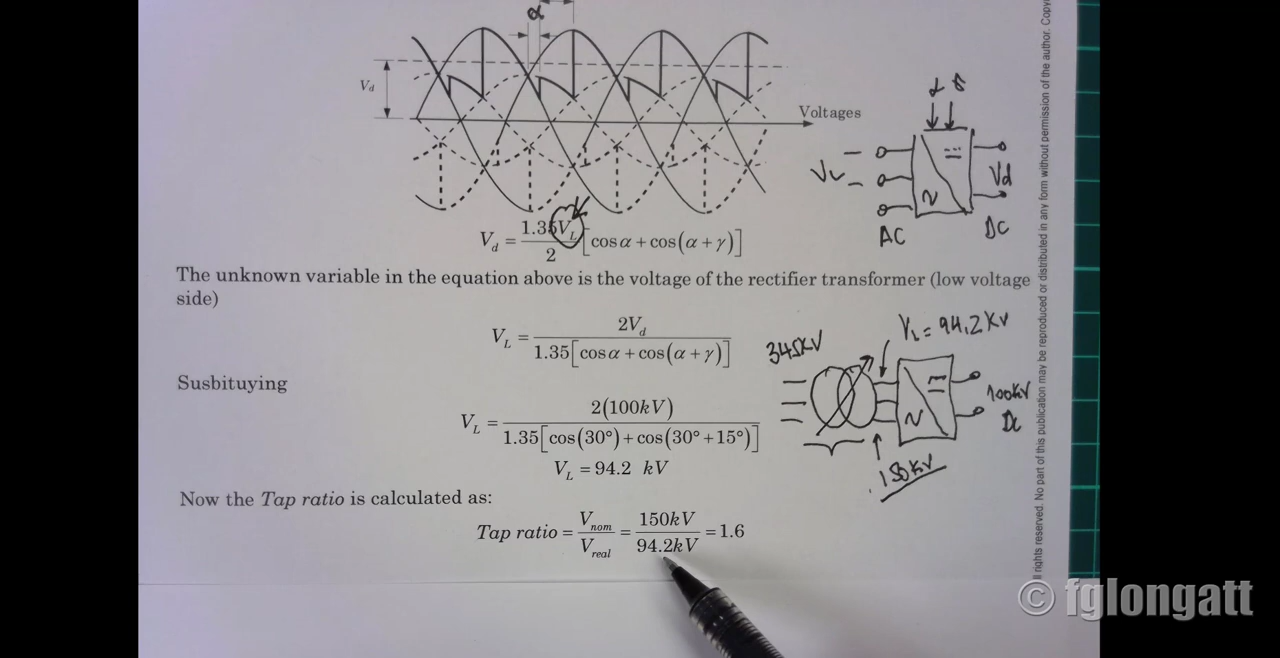 α
V_d
Voltages
α γ
V_L
V_d
AC
DC
V_d = 1.35V_L / 2 [cos α + cos(α + γ)]
The unknown variable in the equation above is the voltage of the rectifier transformer (low voltage
side)
V_L = 2V_d / 1.35[cos α + cos(α + γ)]
345kV
V_L = 94.2 kV
Susbituying
100kV
DC
V_L = 2(100kV) / 1.35[cos(30°) + cos(30° + 15°)]
V_L = 94.2 kV
150kV
Now the Tap ratio is calculated as:
Tap ratio = V_nom / V_real = 150kV / 94.2kV = 1.6
ll rights reserved. No part of this publication may be reproduced or distributed in any form without permission of the author. Copy
© fglongatt